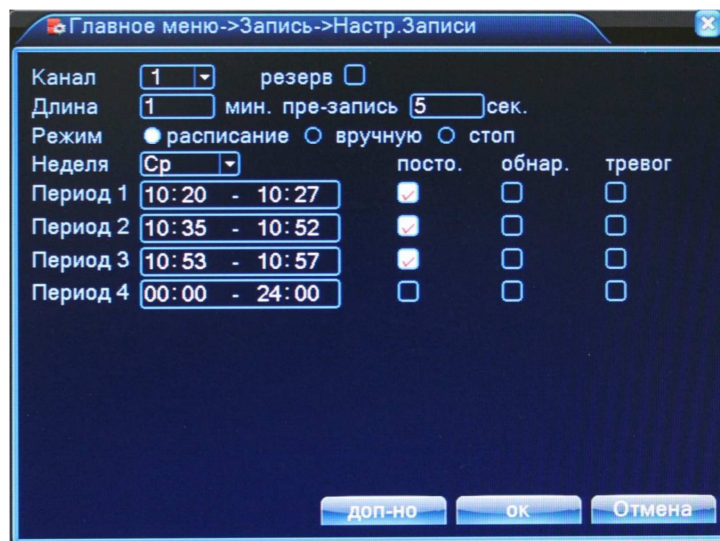 Главное меню->Запись->Настр.Записи
Канал 1 резерв
Длина 1 мин. пре-запись 5 сек.
Режим расписание вручную стоп
Неделя Ср посто. обнар. тревог
Период 1 10:20 - 10:27
Период 2 10:35 - 10:52
Период 3 10:53 - 10:57
Период 4 00:00 - 24:00
доп-но ок Отмена